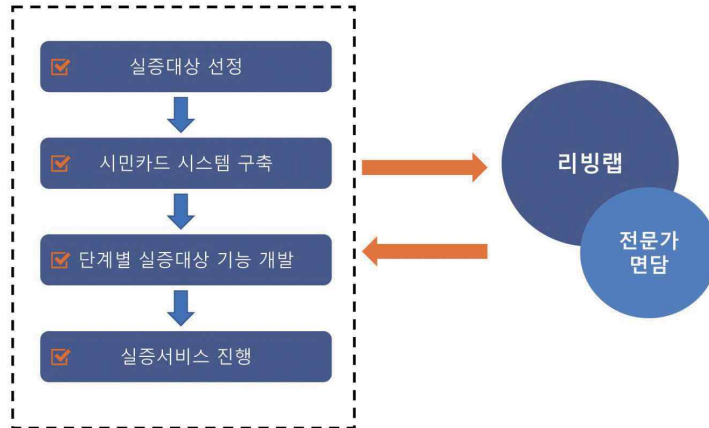 실증대상 선정
시민카드 시스템 구축
단계별 실증대상 기능 개발
실증서비스 진행
리빙랩
전문가
면담